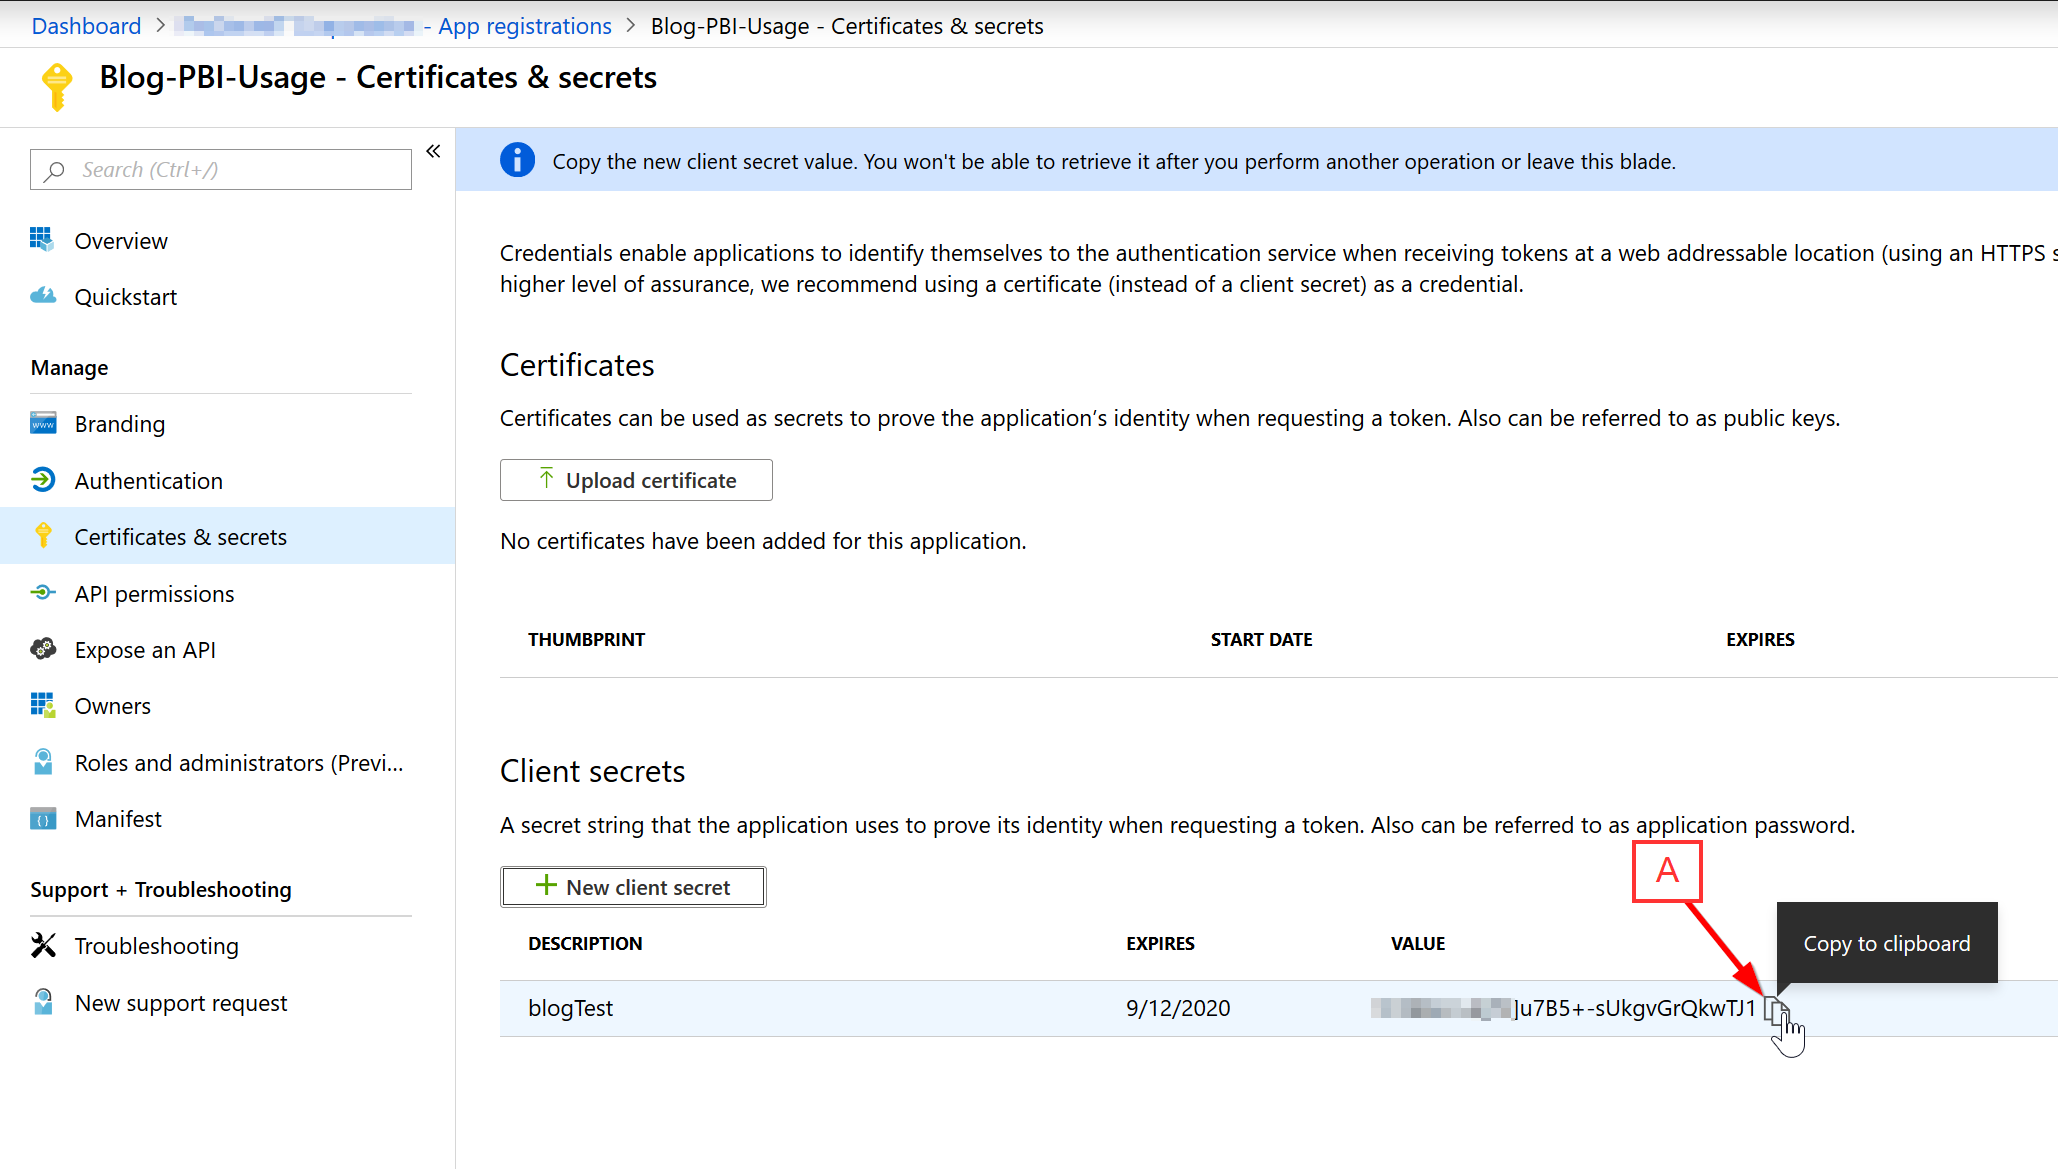 Dashboard > - App registrations > Blog-PBI-Usage - Certificates & secrets
Blog-PBI-Usage - Certificates & secrets
Search (Ctrl+/)
«
Overview
Quickstart
Manage
Branding
Authentication
Certificates & secrets
API permissions
Expose an API
Owners
Roles and administrators (Previ...
Manifest
Support + Troubleshooting
Troubleshooting
New support request
Copy the new client secret value. You won't be able to retrieve it after you perform another operation or leave this blade.
Credentials enable applications to identify themselves to the authentication service when receiving tokens at a web addressable location (using an HTTPS s
higher level of assurance, we recommend using a certificate (instead of a client secret) as a credential.
Certificates
Certificates can be used as secrets to prove the application’s identity when requesting a token. Also can be referred to as public keys.
Upload certificate
No certificates have been added for this application.
THUMBPRINT START DATE EXPIRES
Client secrets
A secret string that the application uses to prove its identity when requesting a token. Also can be referred to as application password.
New client secret
A
Copy to clipboard
DESCRIPTION EXPIRES VALUE
blogTest 9/12/2020 ]u7B5+-sUkgvGrQkwTJ1